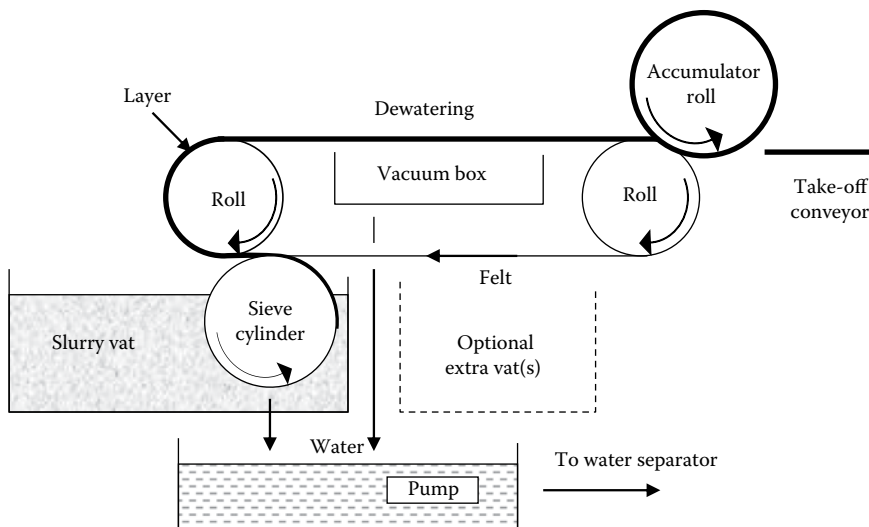 Accumulator
roll
Layer
Dewatering
Vacuum box
Roll
Roll
Take-off
conveyor
Felt
Sieve
cylinder
Slurry vat
Optional
extra vat(s)
Water
To water separator
Pump